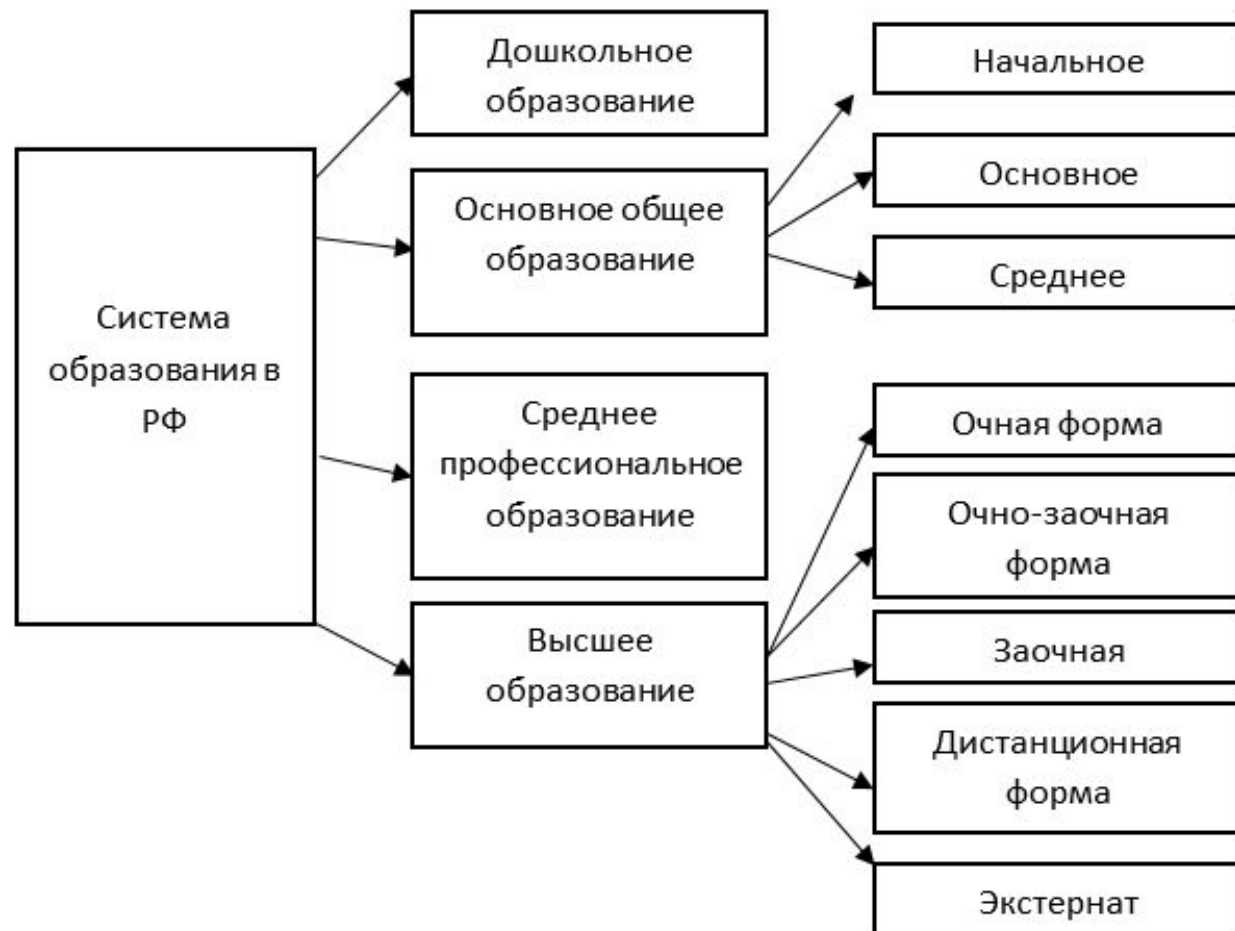 Система
образования в
РФ
Дошкольное
образование
Основное общее
образование
Среднее
профессиональное
образование
Высшее
образование
Начальное
Основное
Среднее
Очная форма
Очно-заочная
форма
Заочная
Дистанционная
форма
Экстернат